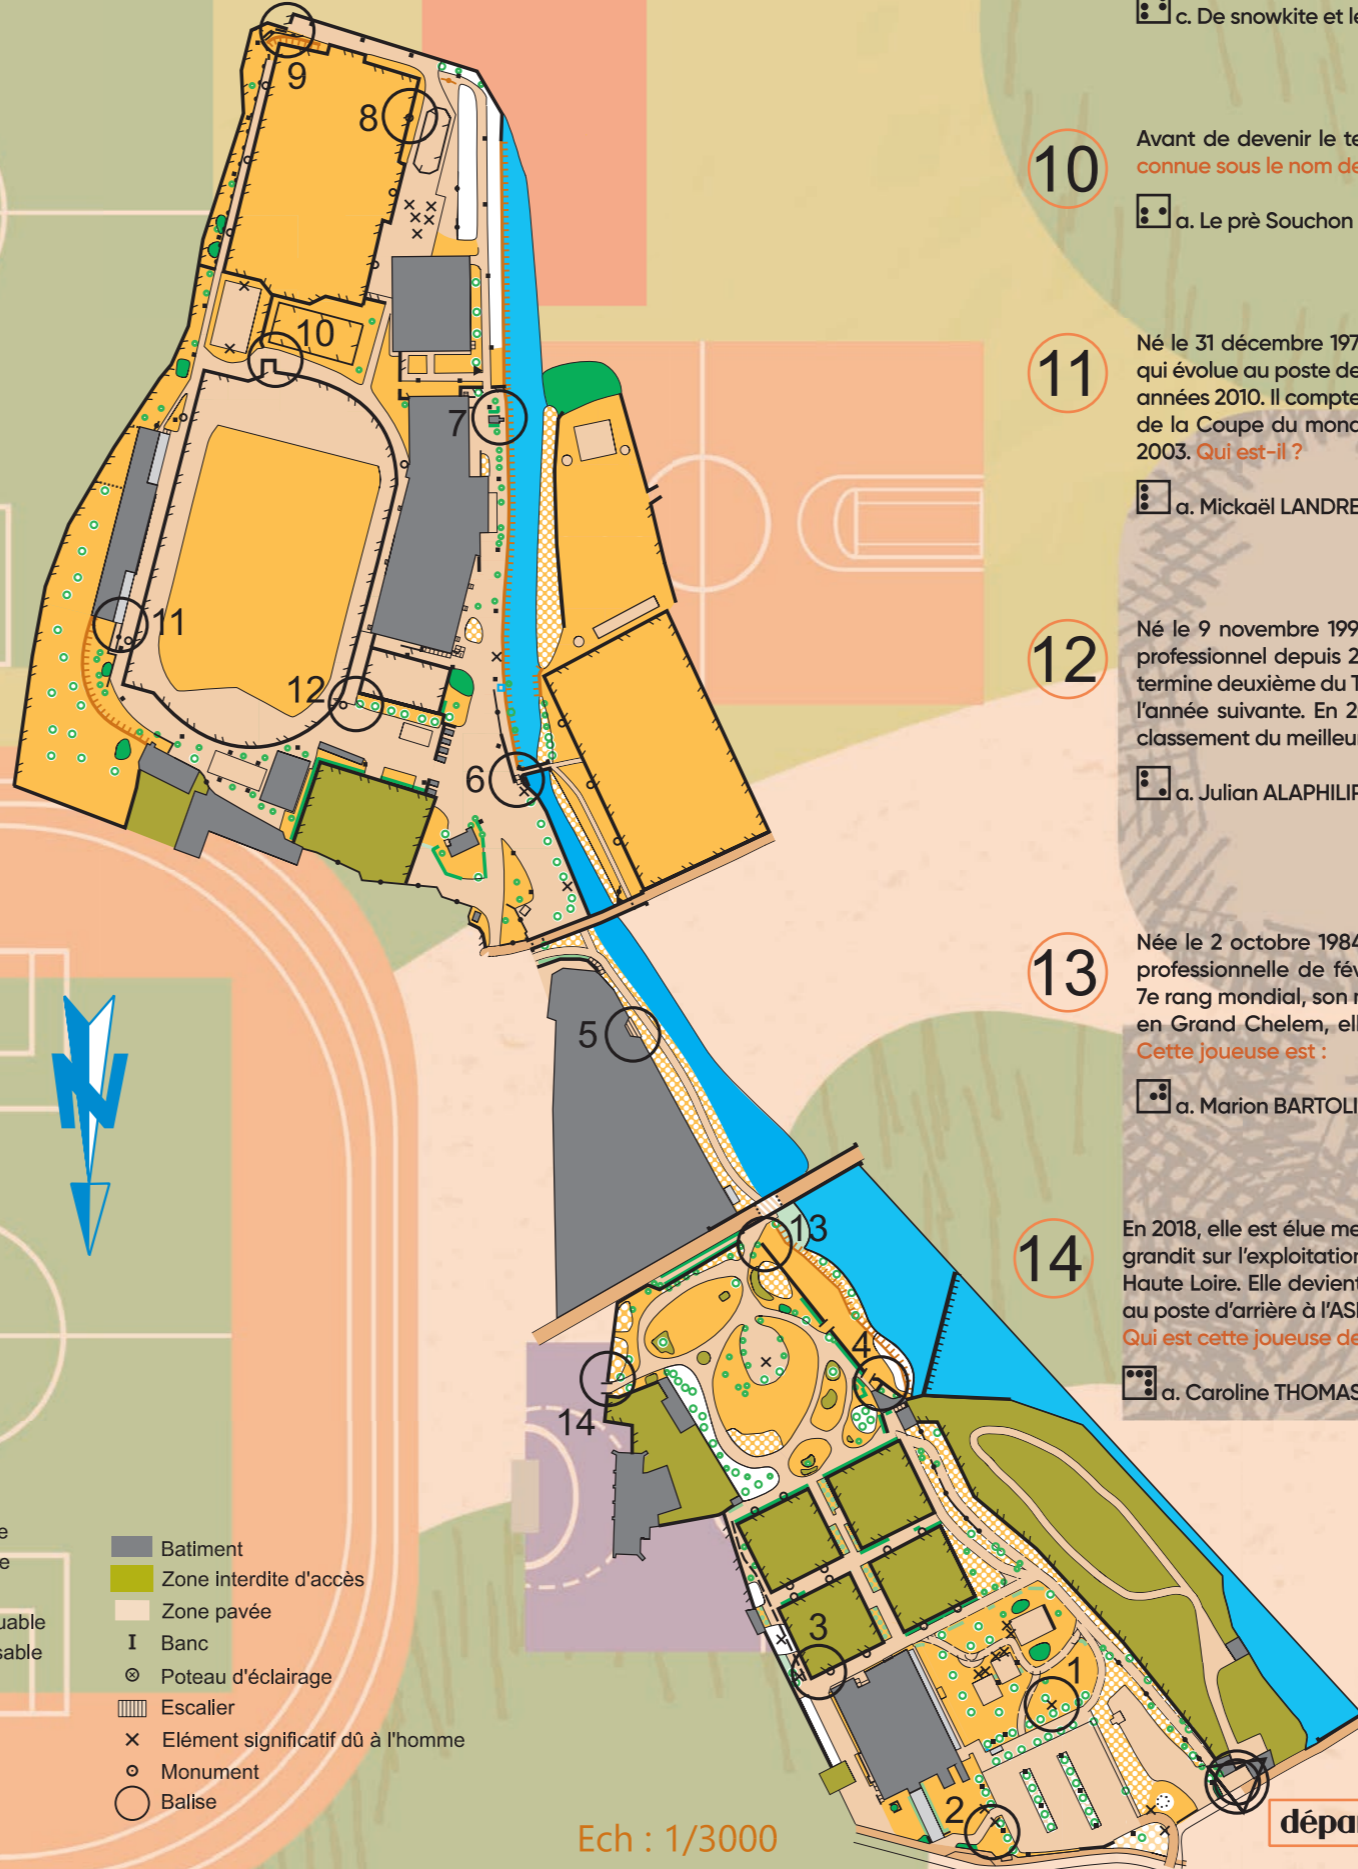 9
8
10
7
11
12
6
5
13
4
14
3
1
2
N
c. De snowkite et le
10
Avant de devenir le te
connue sous le nom de
a. Le prè Souchon
11
Né le 31 décembre 197
qui évolue au poste de
années 2010. Il compte
de la Coupe du mond
2003. Qui est-il ?
a. Mickaël LANDRE
12
Né le 9 novembre 199
professionnel depuis 2
termine deuxième du T
l'année suivante. En 2
classement du meilleur
a. Julian ALAPHILIP
13
Née le 2 octobre 1984
professionnelle de fév
7e rang mondial, son r
en Grand Chelem, elle
Cette joueuse est :
a. Marion BARTOLI
14
En 2018, elle est élue me
grandit sur l'exploitation
Haute Loire. Elle devient
au poste d'arrière à l'ASM
Qui est cette joueuse de
a. Caroline THOMAS
e
e
uable
sable
Batiment
Zone interdite d'accès
Zone pavée
Banc
Poteau d'éclairage
Escalier
Elément significatif dû à l'homme
Monument
Balise
Ech : 1/3000
dépar